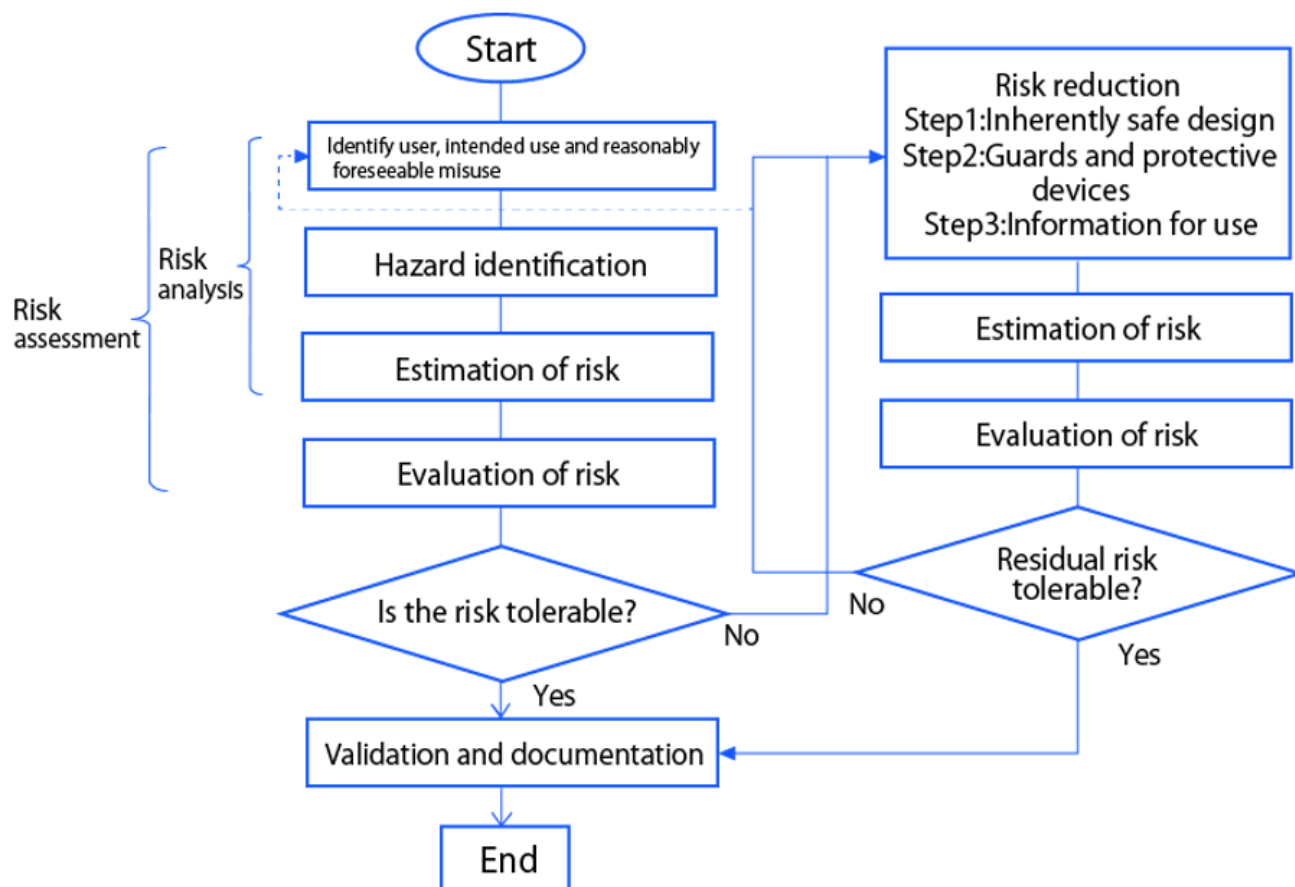 Start
Identify user, intended use and reasonably
foreseeable misuse
Risk
analysis
Risk
assessment
Hazard identification
Estimation of risk
Evaluation of risk
Is the risk tolerable?
No
Yes
Validation and documentation
End
Risk reduction
Step1:Inherently safe design
Step2:Guards and protective
devices
Step3:Information for use
Estimation of risk
Evaluation of risk
Residual risk
tolerable?
No
Yes